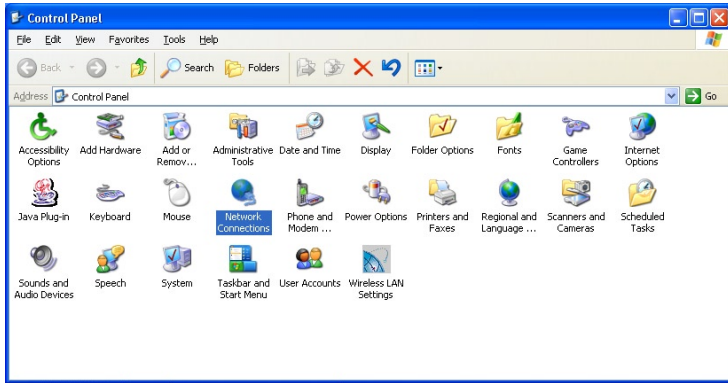 Control Panel
File Edit View Favorites Tools Help
Back Search Folders
Address Control Panel Go
Accessibility Options Add Hardware Add or Remov... Administrative Tools Date and Time Display Folder Options Fonts Game Controllers Internet Options
Java Plug-in Keyboard Mouse Network Connections Phone and Modem ... Power Options Printers and Faxes Regional and Language ... Scanners and Cameras Scheduled Tasks
Sounds and Audio Devices Speech System Taskbar and Start Menu User Accounts Wireless LAN Settings